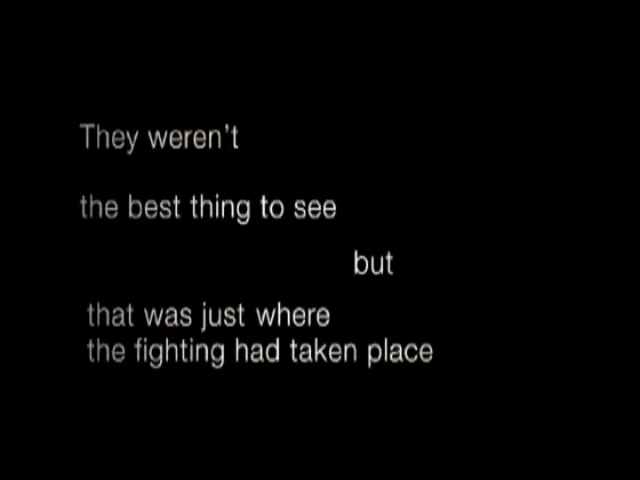 They weren't
the best thing to see
but
that was just where
the fighting had taken place